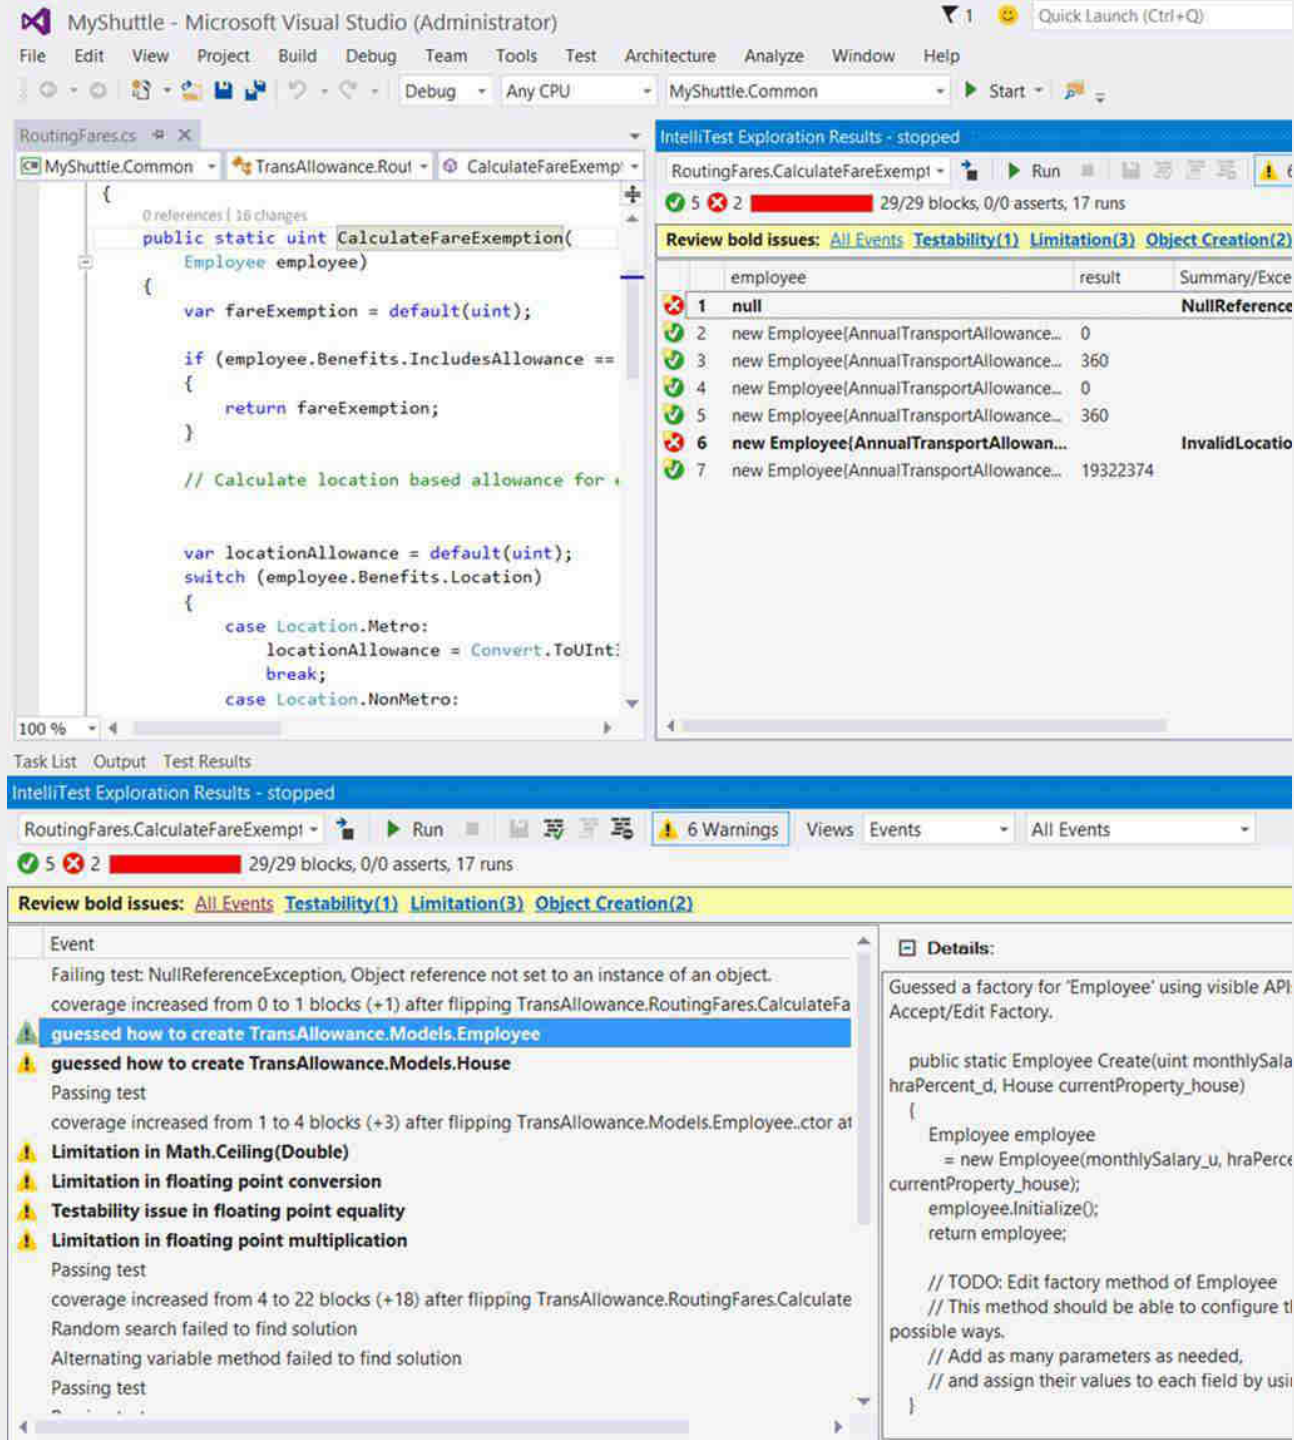 MyShuttle - Microsoft Visual Studio (Administrator)
1
Quick Launch (Ctrl+Q)
File Edit View Project Build Debug Team Tools Test Architecture Analyze Window Help
Debug Any CPU MyShuttle.Common Start
RoutingFares.cs
MyShuttle.Common TransAllowance.Rout CalculateFareExemp
{
0 references | 16 changes
public static uint CalculateFareExemption(
Employee employee)
{
var fareExemption = default(uint);
if (employee.Benefits.IncludesAllowance ==
{
return fareExemption;
}
// Calculate location based allowance for
var locationAllowance = default(uint);
switch (employee.Benefits.Location)
{
case Location.Metro:
locationAllowance = Convert.ToUInt
break;
case Location.NonMetro:
100 %
IntelliTest Exploration Results - stopped
RoutingFares.CalculateFareExempt Run
5 2 29/29 blocks, 0/0 asserts, 17 runs
Review bold issues: All Events Testability(1) Limitation(3) Object Creation(2)
employee result Summary/Exce
1 null NullReference
2 new Employee{AnnualTransportAllowance... 0
3 new Employee{AnnualTransportAllowance... 360
4 new Employee{AnnualTransportAllowance... 0
5 new Employee{AnnualTransportAllowance... 360
6 new Employee{AnnualTransportAllowan... InvalidLocatio
7 new Employee{AnnualTransportAllowance... 19322374
Task List Output Test Results
IntelliTest Exploration Results - stopped
RoutingFares.CalculateFareExempt Run 6 Warnings Views Events All Events
5 2 29/29 blocks, 0/0 asserts, 17 runs
Review bold issues: All Events Testability(1) Limitation(3) Object Creation(2)
Event
Failing test: NullReferenceException, Object reference not set to an instance of an object.
coverage increased from 0 to 1 blocks (+1) after flipping TransAllowance.RoutingFares.CalculateFa
guessed how to create TransAllowance.Models.Employee
guessed how to create TransAllowance.Models.House
Passing test
coverage increased from 1 to 4 blocks (+3) after flipping TransAllowance.Models.Employee..ctor at
Limitation in Math.Ceiling(Double)
Limitation in floating point conversion
Testability issue in floating point equality
Limitation in floating point multiplication
Passing test
coverage increased from 4 to 22 blocks (+18) after flipping TransAllowance.RoutingFares.Calculate
Random search failed to find solution
Alternating variable method failed to find solution
Passing test
Details:
Guessed a factory for 'Employee' using visible API
Accept/Edit Factory.
public static Employee Create(uint monthlySala
hraPercent_d, House currentProperty_house)
{
Employee employee
= new Employee(monthlySalary_u, hraPerce
currentProperty_house);
employee.Initialize();
return employee;
// TODO: Edit factory method of Employee
// This method should be able to configure t
possible ways.
// Add as many parameters as needed,
// and assign their values to each field by usi
}